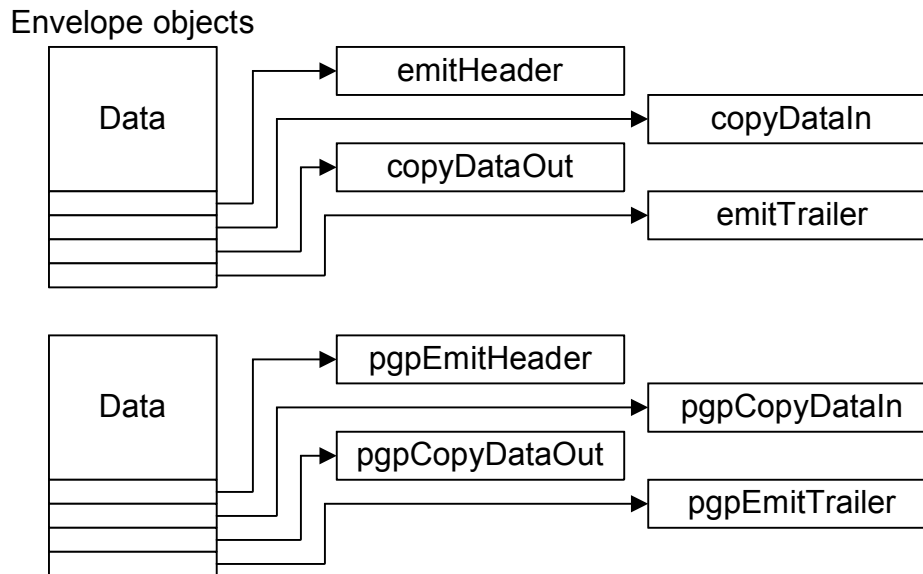 Envelope objects
emitHeader
Data
copyDataIn
copyDataOut
emitTrailer
pgpEmitHeader
Data
pgpCopyDataIn
pgpCopyDataOut
pgpEmitTrailer